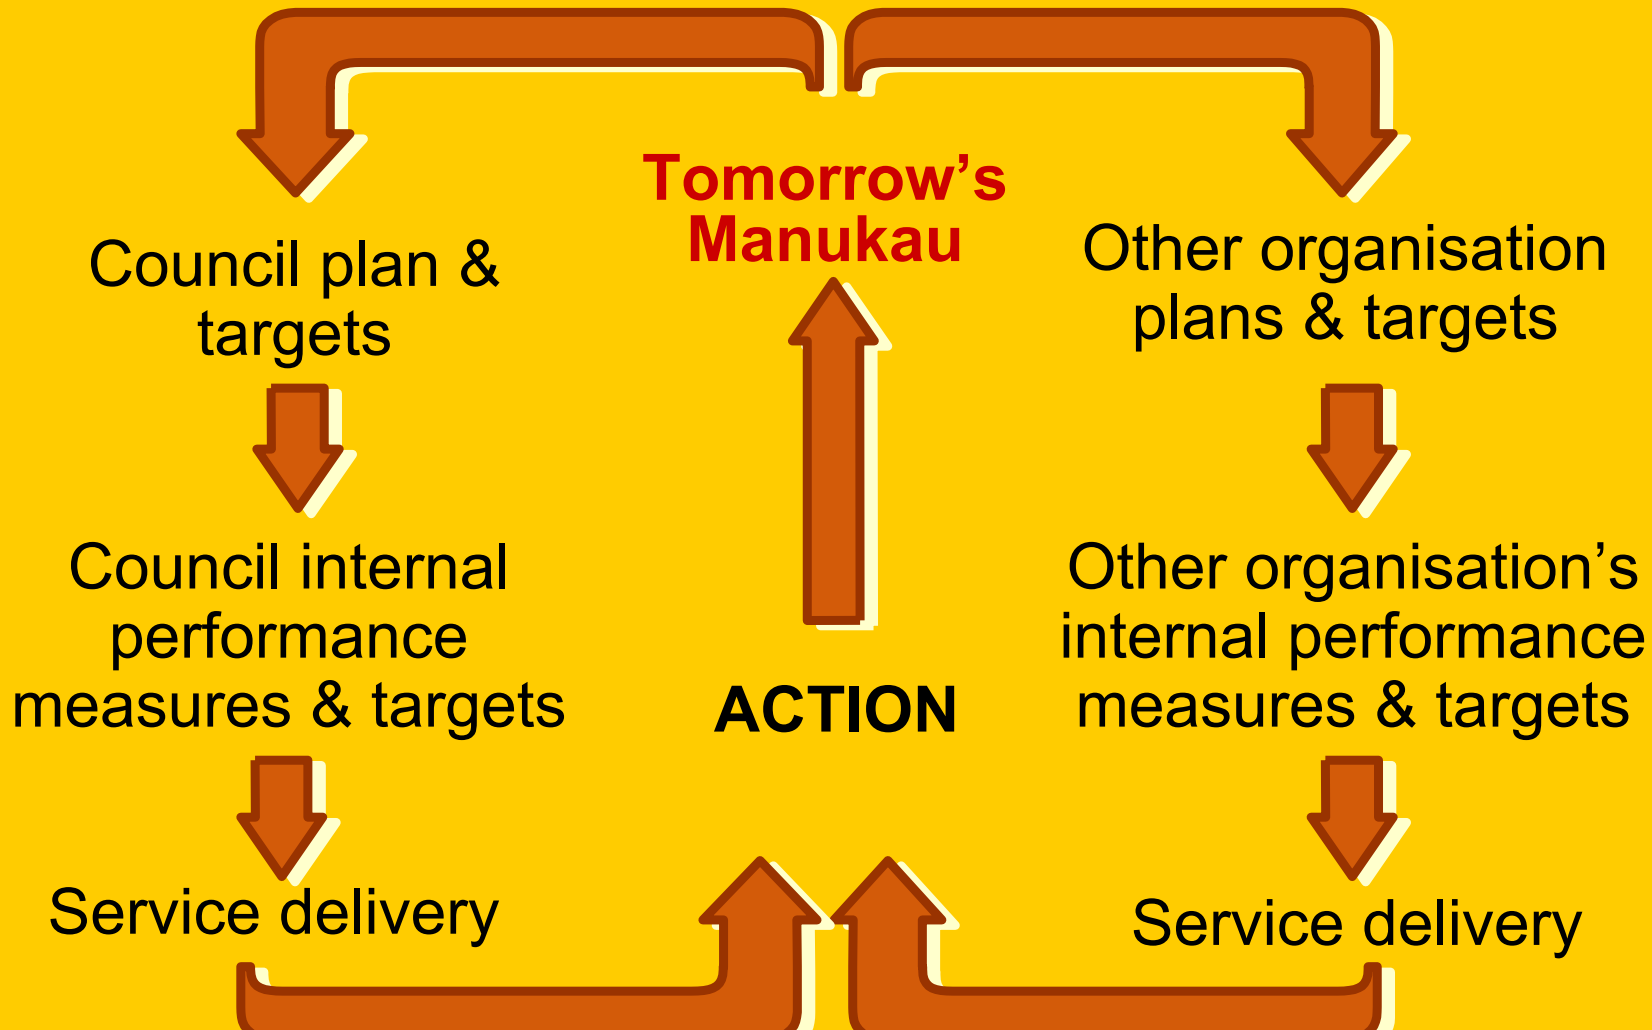 Tomorrow’s
Manukau
Council plan &
targets
Other organisation
plans & targets
Council internal
performance
measures & targets
ACTION
Other organisation’s
internal performance
measures & targets
Service delivery
Service delivery